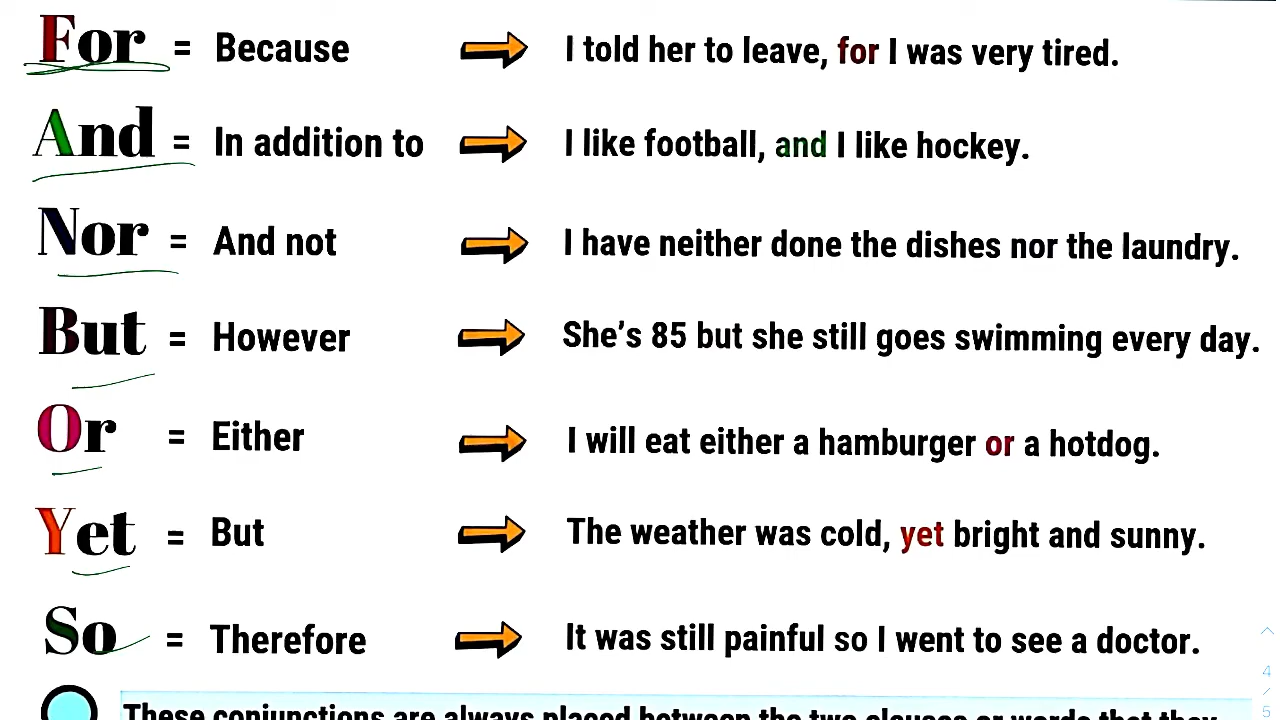 For = Because I told her to leave, for I was very tired.
And = In addition to I like football, and I like hockey.
Nor = And not I have neither done the dishes nor the laundry.
But = However She's 85 but she still goes swimming every day.
Or = Either I will eat either a hamburger or a hotdog.
Yet = But The weather was cold, yet bright and sunny.
So = Therefore It was still painful so I went to see a doctor.
4
/
5
These conjunctions are always placed between the two clauses or words that they